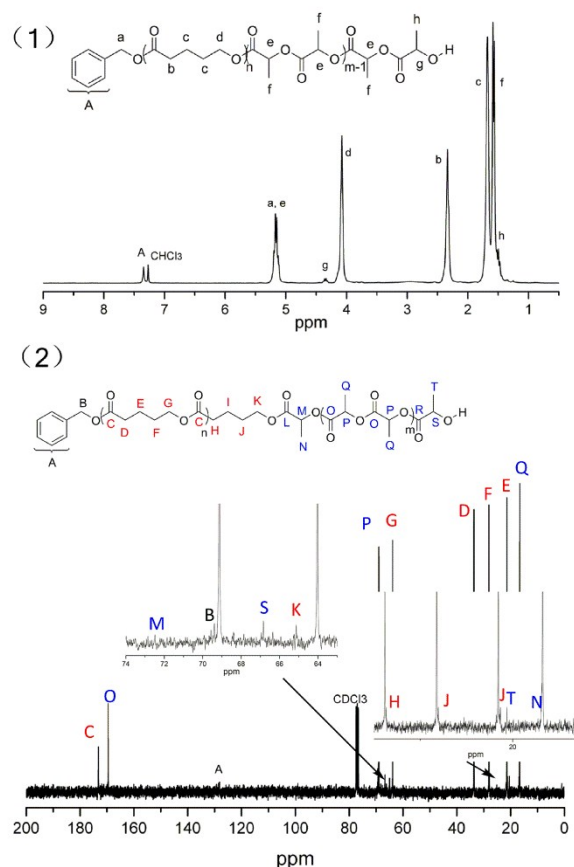 (1)
a
O
c
d
O
e
O
f
O
h
O
O
O
O
O
H
b
c
n
f
O
e
m-1
f
O
g
A
c
f
d
b
a, e
A
CHCl3
g
h
9 8 7 6 5 4 3 2 1
ppm
(2)
B
O
E
G
O
I
K
O
M
Q
O
P
O
R
T
O
H
A
C
D
F
O
C
n
H
J
L
N
O
P
O
Q
m
O
S
Q
E
F
D
P
G
M
B
S
K
74 72 70 68 66 64
ppm
H
J
J
T
N
20
ppm
CDCl3
O
C
A
200 180 160 140 120 100 80 60 40 20 0
ppm